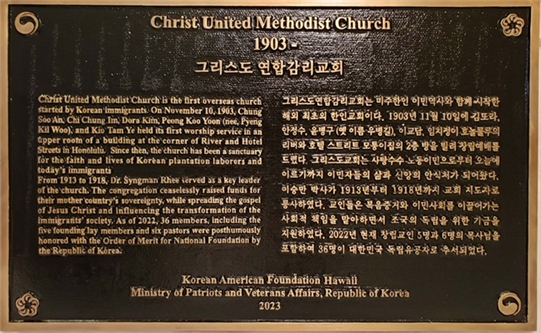 Christ United Methodist Church
1903 -
그리스도 연합감리교회
Christ United Methodist Church is the first overseas church
started by Korean immigrants. On November 10, 1903, Chung
Soo An, Chi Chung Im, Dora Kim, Peong Koo Yoon (nee, Pyeng
Kil Woo), and Kio Tam Ye held its first worship service in an
upper room of a building at the corner of River and Hotel
Streets in Honolulu. Since then, the church has been a sanctuary
for the faith and lives of Korean plantation laborers and
today's immigrants
From 1913 to 1918, Dr. Syngman Rhee served as a key leader
of the church. The congregation ceaselessly raised funds for
their mother country's sovereignty, while spreading the gospel
of Jesus Christ and influencing the transformation of the
immigrants' society. As of 2022, 36 members, including the
five founding lay members and six pastors were posthumously
honored with the Order of Merit for National Foundation by
the Republic of Korea.
그리스도연합감리교회는 미주한인 이민역사와 함께 시작한
해외 최초의 한인교회이다. 1903년 11월 10일에 김도라,
안정수, 윤병구 (옛 이름 우병길), 이교담, 임치정이 호놀룰루의
리버와 호텔 스트리트 모퉁이집의 2층 방을 빌려 창립예배를
드렸다. 그리스도교회는 사탕수수 노동이민으로부터 오늘에
이르기까지 이민자들의 삶과 신앙의 안식처가 되어왔다.
이승만 박사가 1913년부터 1918년까지 교회 지도자로
봉사하였다. 교인들은 복음증거와 이민사회를 이끌어가는
사회적 책임을 맡아하면서 조국의 독립을 위한 기금을
지원하였다. 2022년 현재 창립교인 5명과 6명의 목사님을
포함하여 36명이 대한민국 독립유공자로 추서되었다.
Korean American Foundation Hawaii
Ministry of Patriots and Veterans Affairs, Republic of Korea
2023